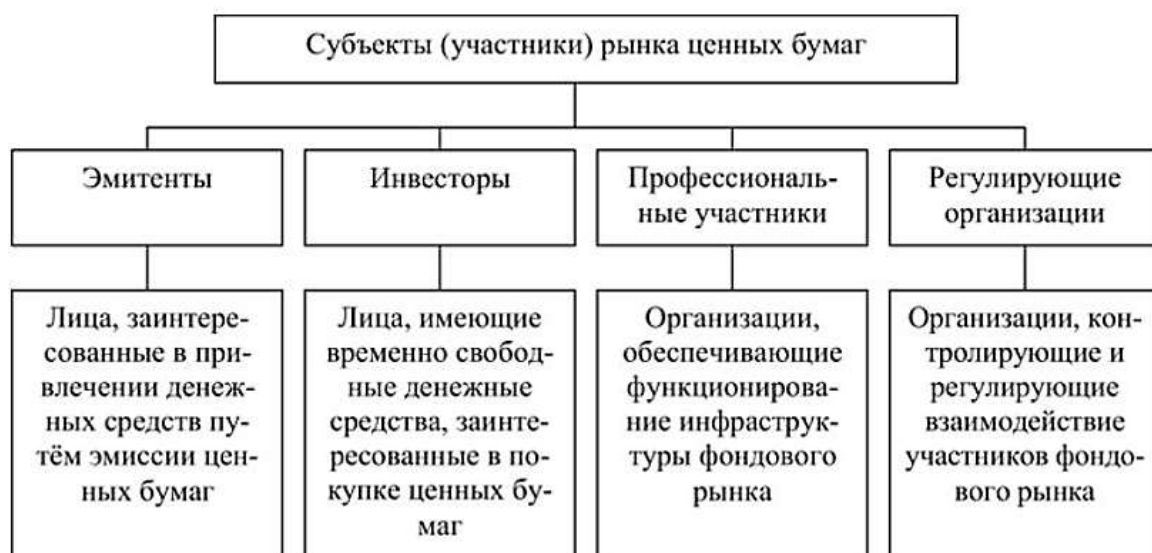 Субъекты (участники) рынка ценных бумаг
Эмитенты
Инвесторы
Профессиональ-
ные участники
Регулирующие
организации
Лица, заинтере-
сованные в при-
влечении денеж-
ных средств пу-
тём эмиссии цен-
ных бумаг
Лица, имеющие
временно свобод-
ные денежные
средства, заинте-
ресованные в по-
купке ценных бу-
маг
Организации,
обеспечивающие
функционирова-
ние инфраструк-
туры фондового
рынка
Организации, кон-
тролирующие и
регулирующие
взаимодействие
участников фондо-
вого рынка